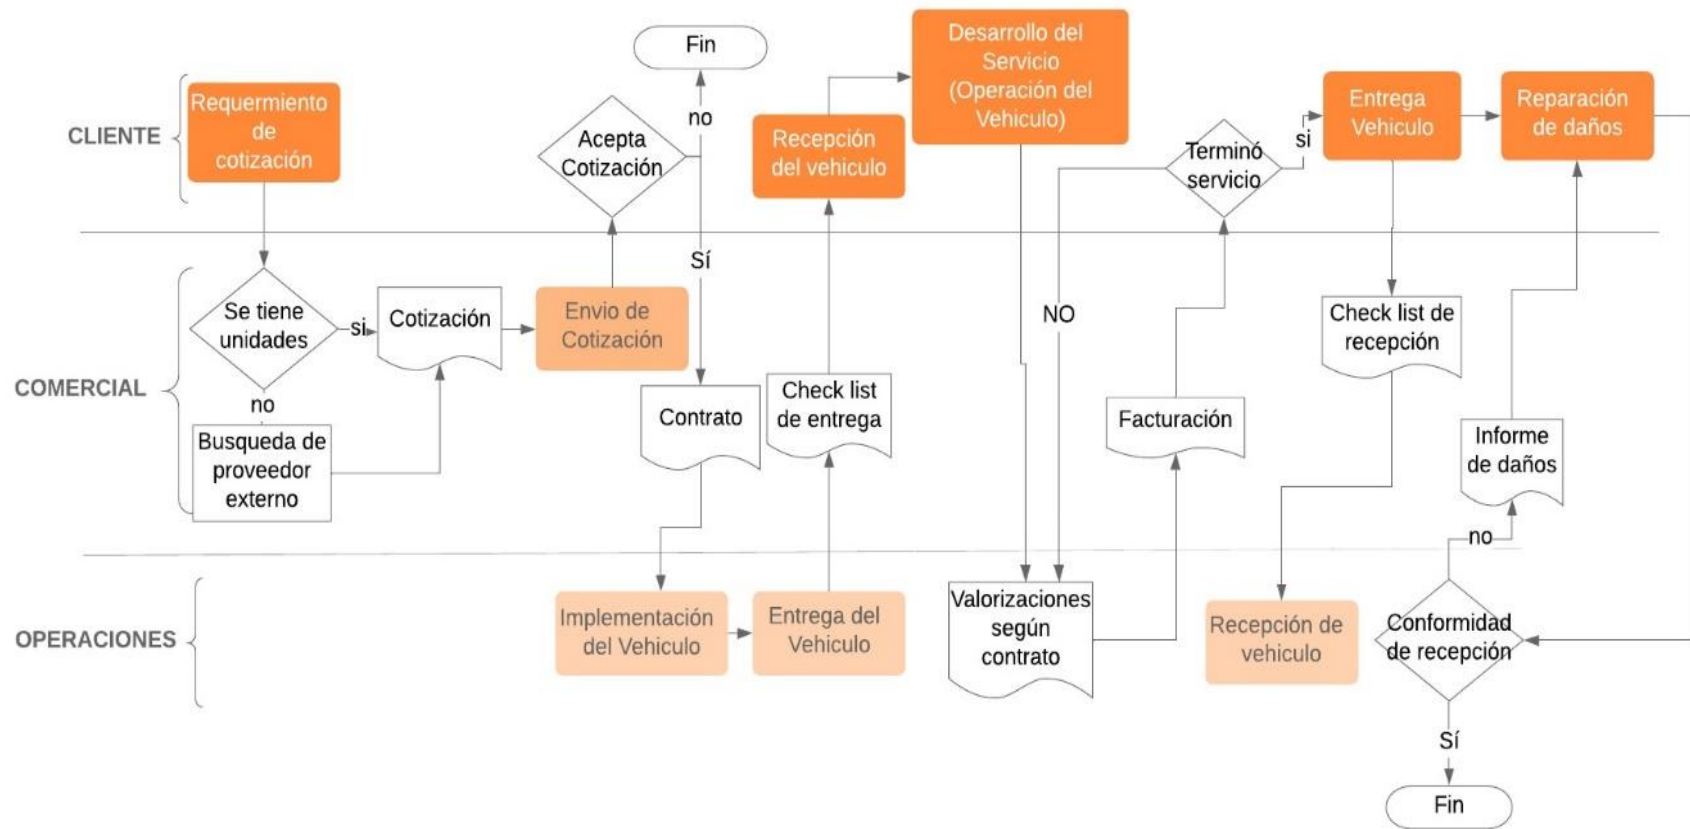 CLIENTE
Requermiento
de
cotización
Acepta
Cotización
Fin
no
Sí
Recepción
del vehiculo
Desarrollo del
Servicio
(Operación del
Vehiculo)
Terminó
servicio
si
NO
Entrega
Vehiculo
Reparación
de daños
COMERCIAL
Se tiene
unidades
si
no
Busqueda de
proveedor
externo
Cotización
Envio de
Cotización
Contrato
Check list
de entrega
Facturación
Check list de
recepción
Informe
de daños
no
OPERACIONES
Implementación
del Vehiculo
Entrega del
Vehiculo
Valorizaciones
según
contrato
Recepción de
vehiculo
Conformidad
de recepción
Sí
Fin